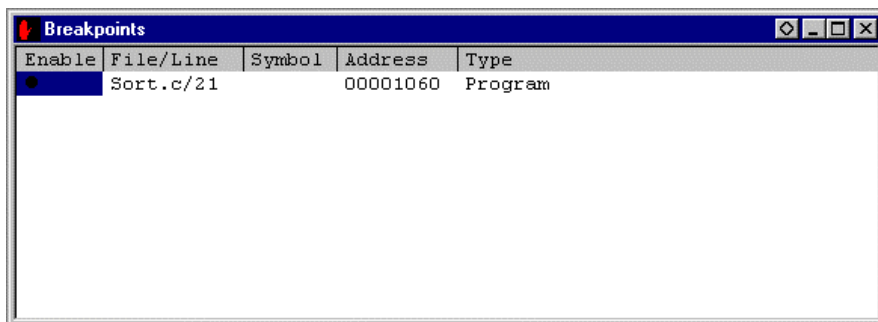 Breakpoints
Enable File/Line Symbol Address Type
Sort.c/21 00001060 Program